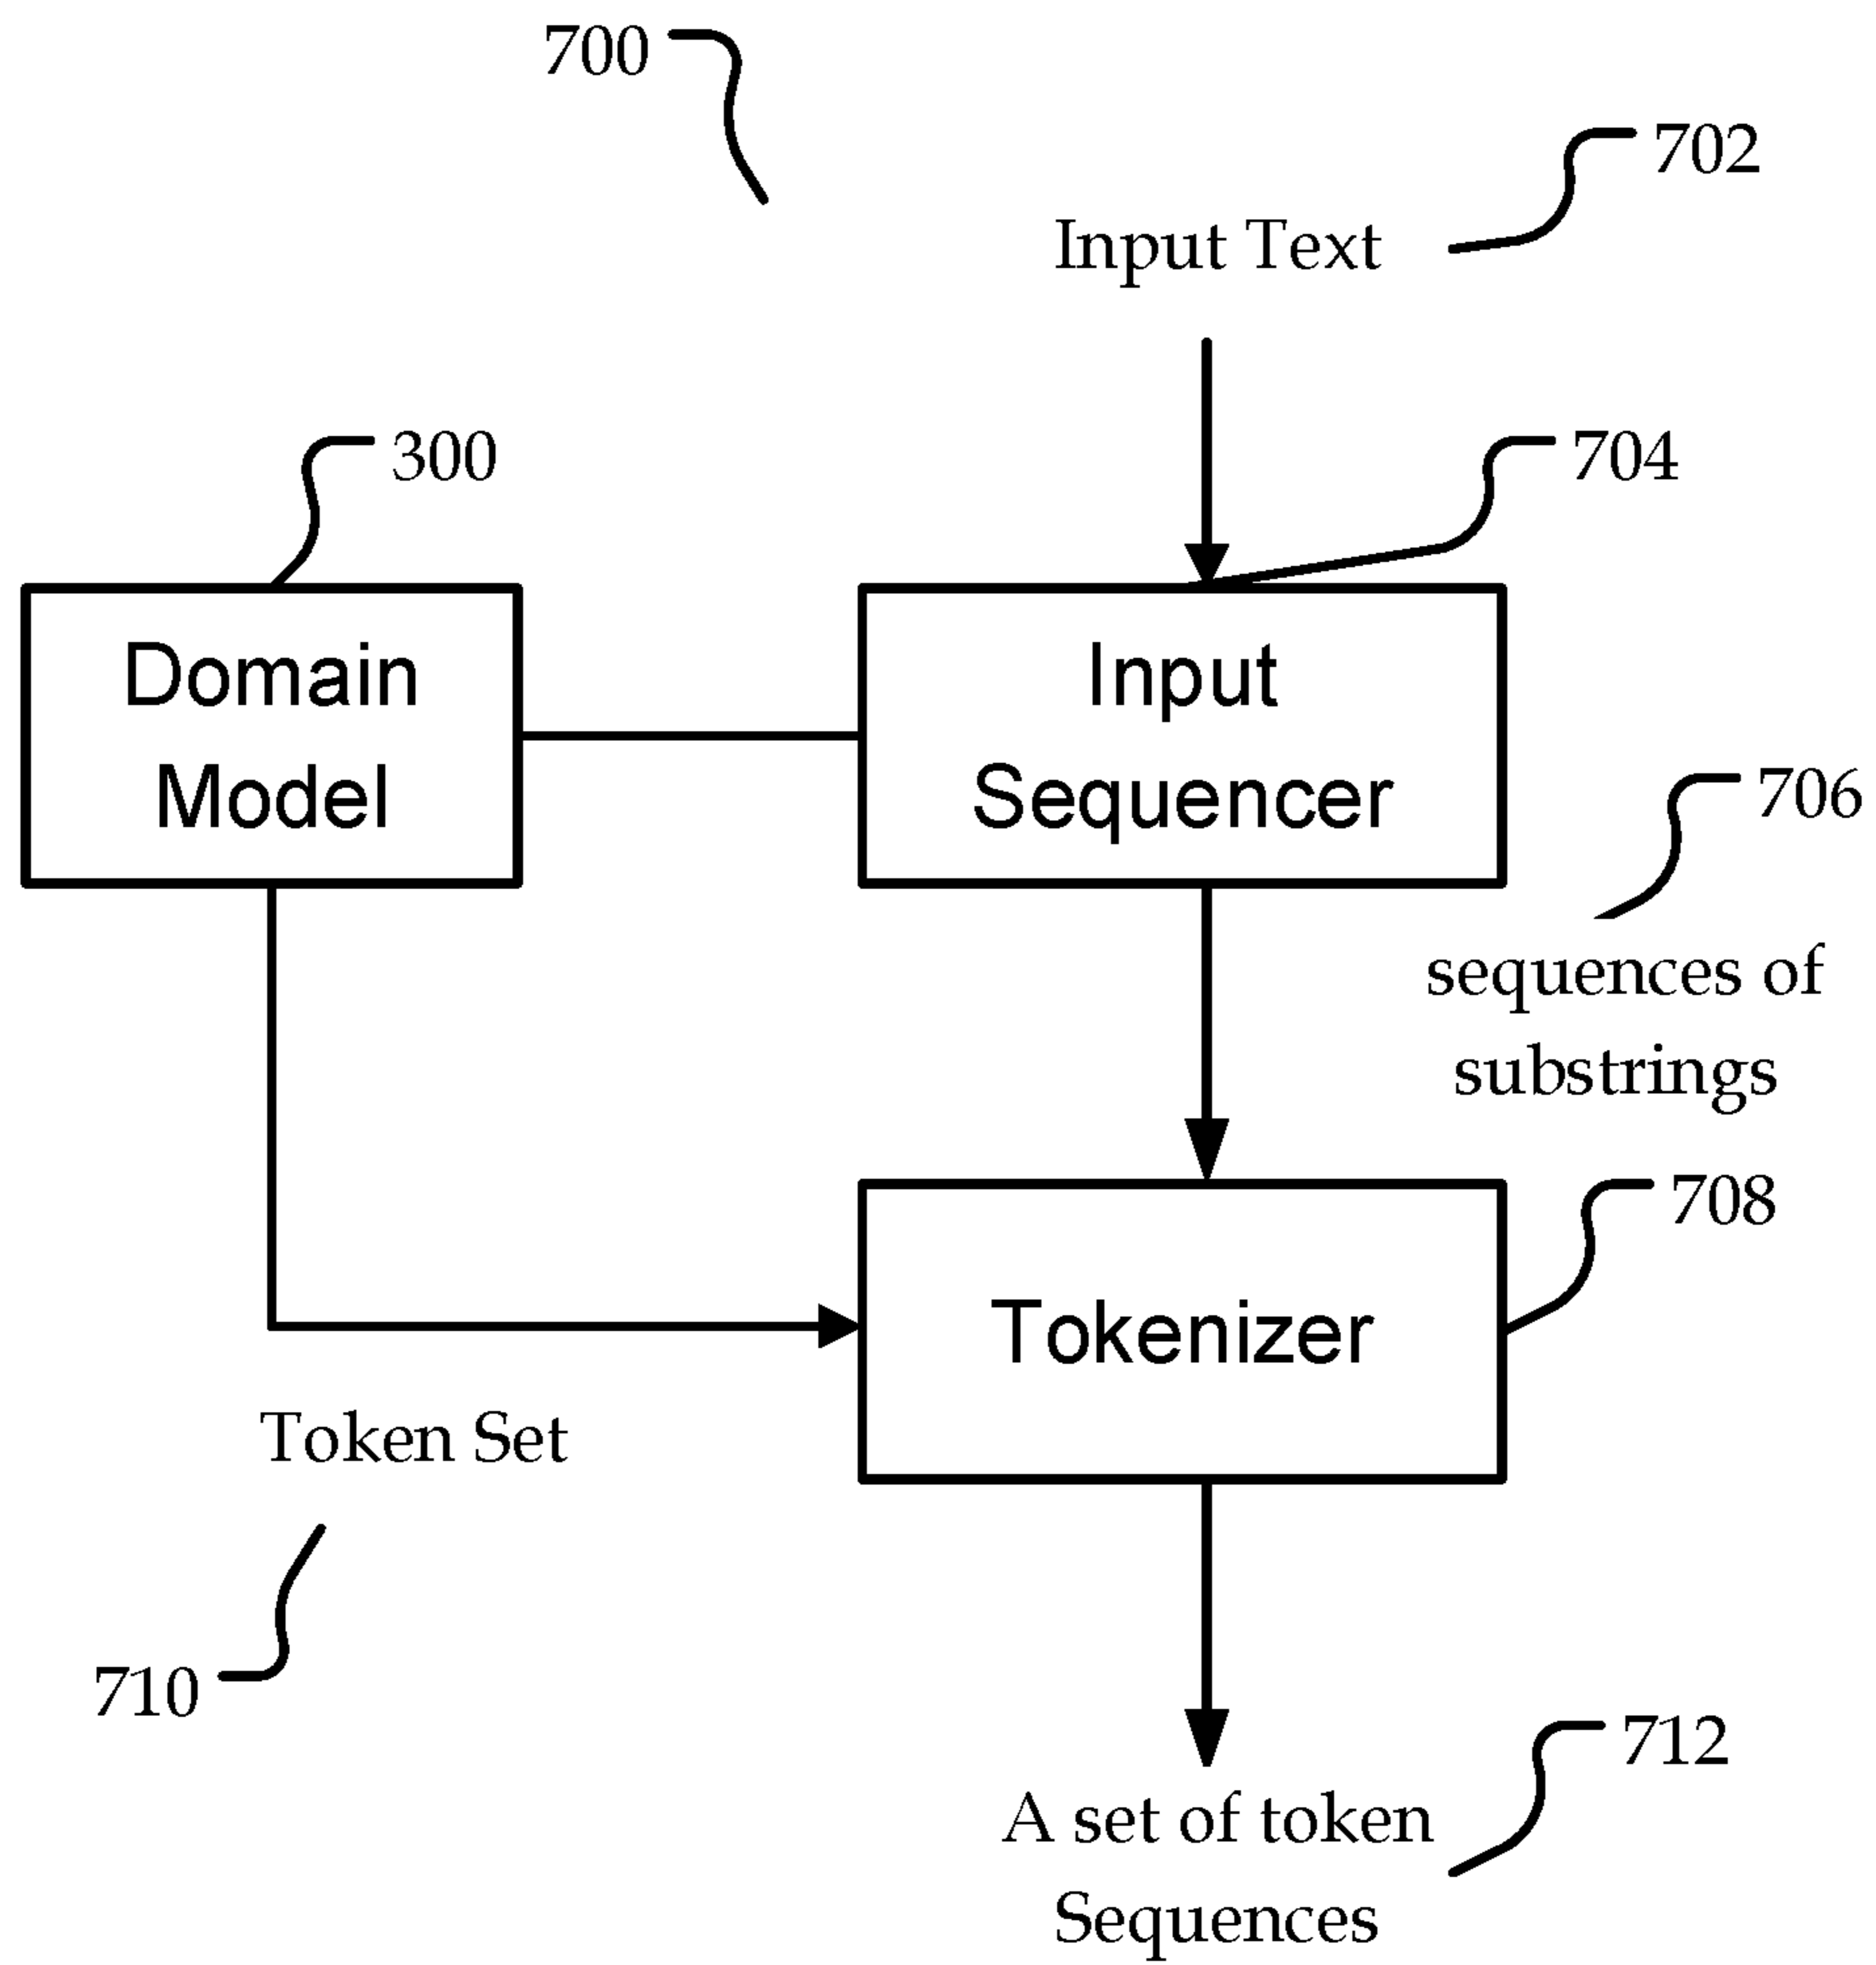 700
702
Input Text
300
704
Domain
Model
Input
Sequencer
706
sequences of
substrings
708
Tokenizer
Token Set
710
712
A set of token
Sequences